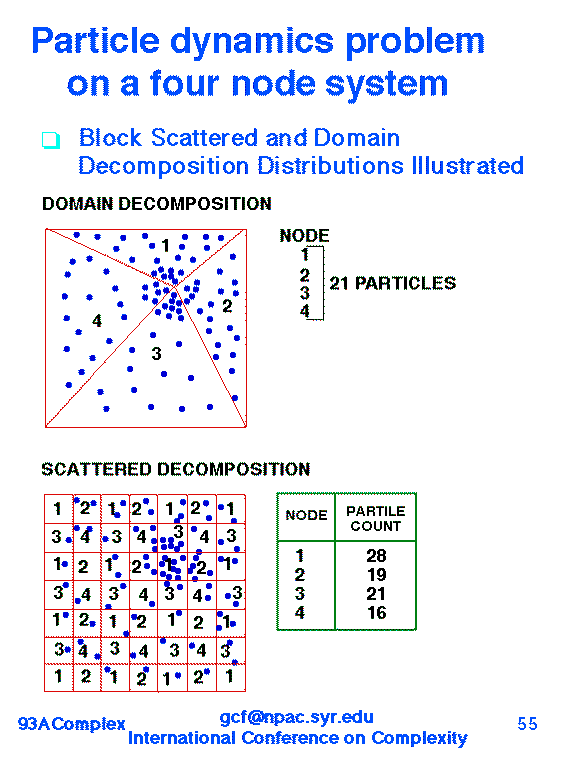 Particle dynamics problem
on a four node system
❑ Block Scattered and Domain
Decomposition Distributions Illustrated
DOMAIN DECOMPOSITION
1
2
4
3
NODE
1
2
3
4
21 PARTICLES
SCATTERED DECOMPOSITION
1 2 1 2 1 2 1
3 4 3 4 3 4 3
1 2 1 2 1 2 1
3 4 3 4 3 4 3
1 2 1 2 1 2 1
3 4 3 4 3 4 3
1 2 1 2 1 2 1
NODE PARTILE
COUNT
1 28
2 19
3 21
4 16
93AComplex gcf@npac.syr.edu 55
International Conference on Complexity